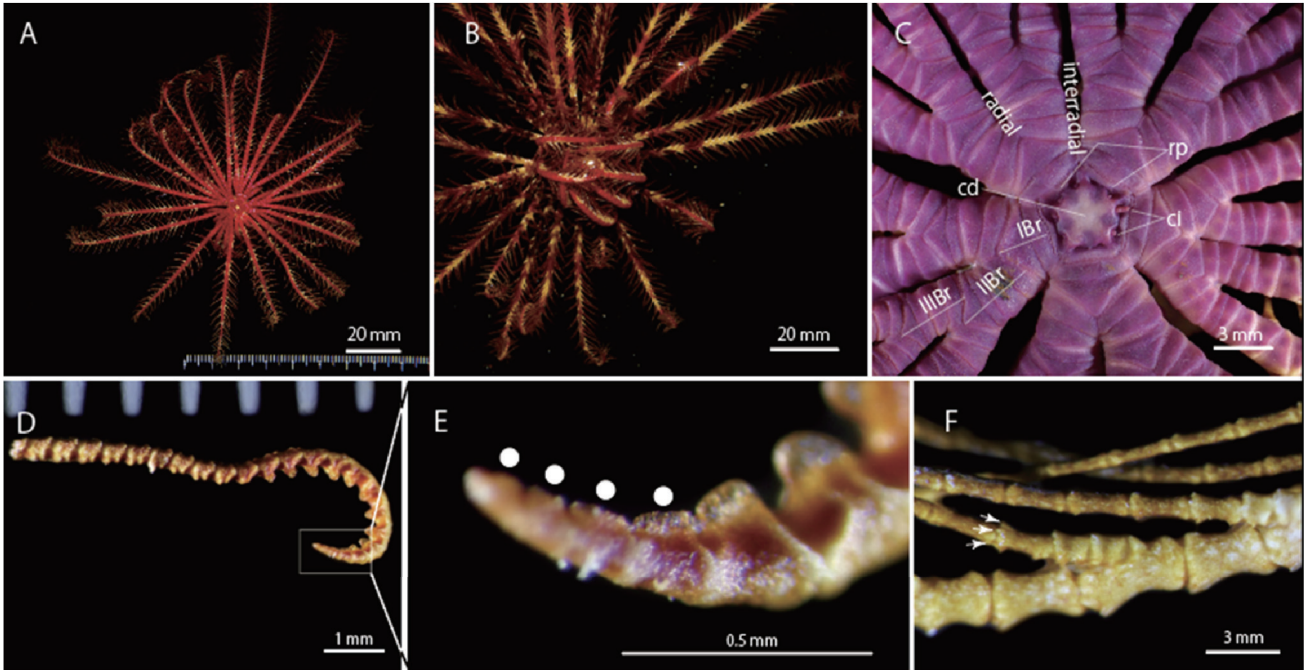 A
20 mm
B
20 mm
C
radial
interradial
rp
cd
cl
IBr
IIBr
IIIBr
3 mm
D
1 mm
E
0.5 mm
F
3 mm